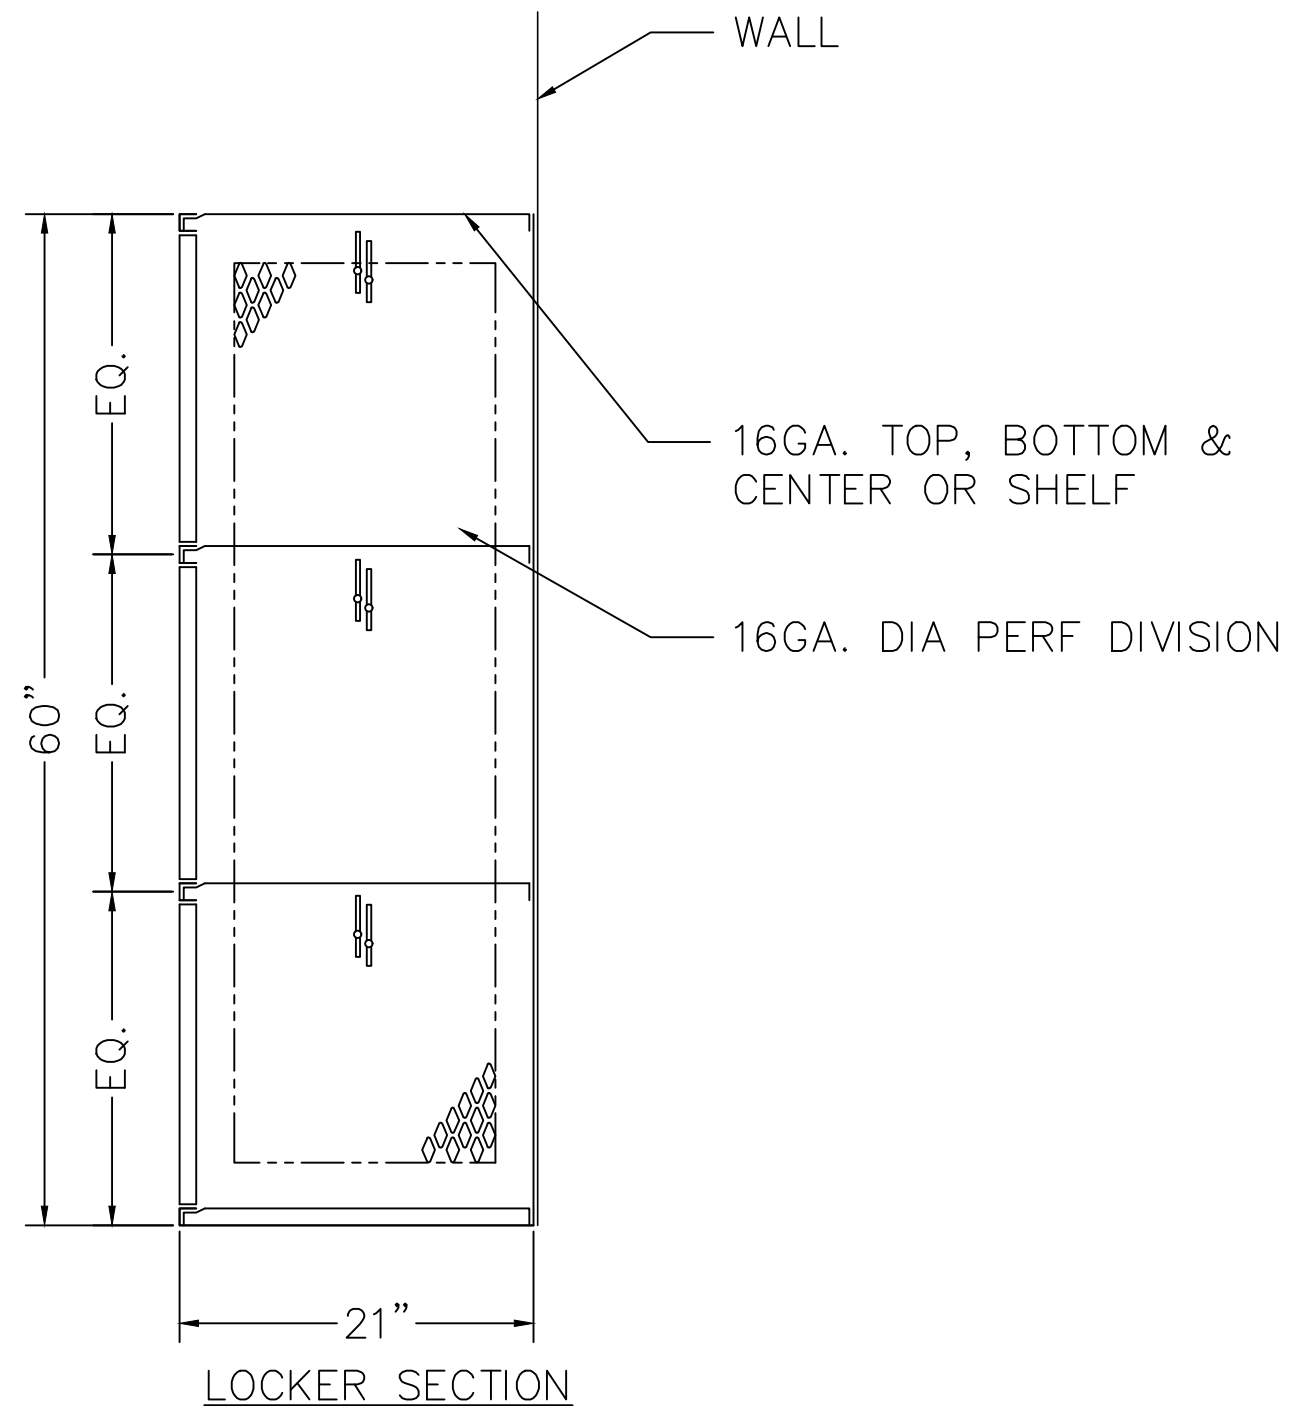 WALL
16GA. TOP, BOTTOM &
CENTER OR SHELF
16GA. DIA PERF DIVISION
EQ.
60”
EQ.
EQ.
21”
LOCKER SECTION